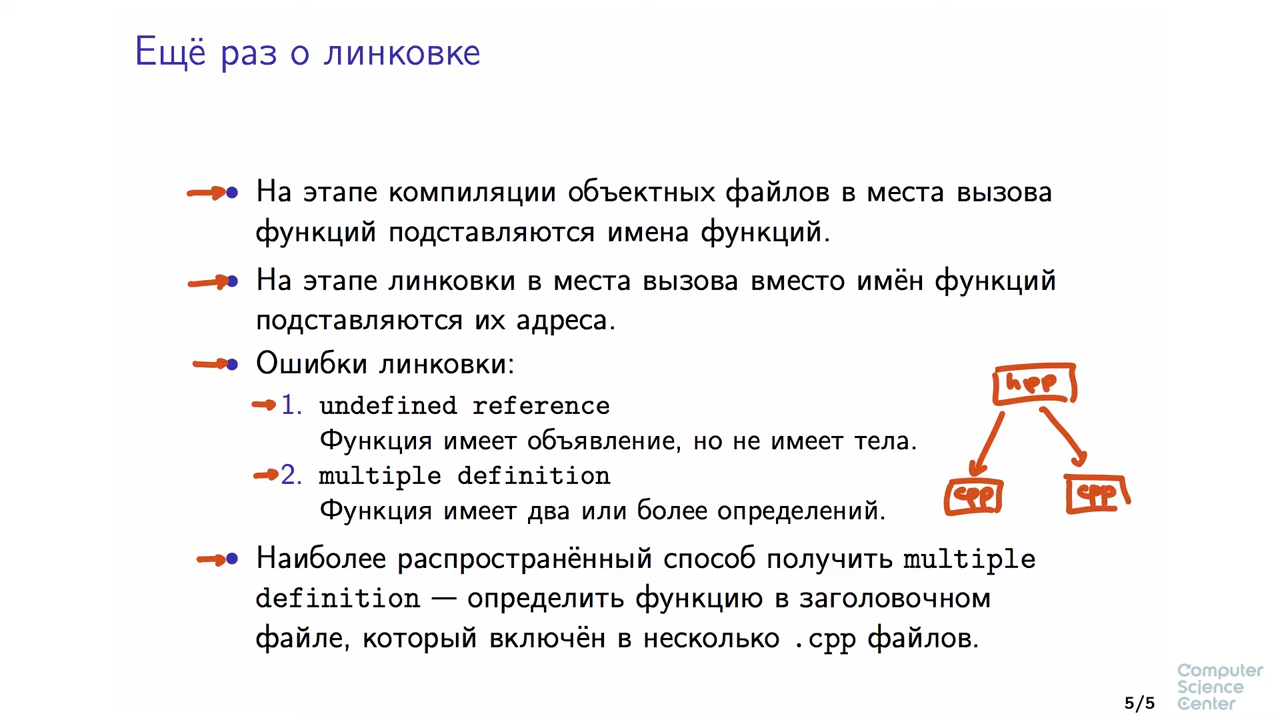 Ещё раз о линковке
• На этапе компиляции объектных файлов в места вызова
функций подставляются имена функций.
• На этапе линковки в места вызова вместо имён функций
подставляются их адреса.
• Ошибки линковки:
1. undefined reference
Функция имеет объявление, но не имеет тела.
2. multiple definition
Функция имеет два или более определений.
• Наиболее распространённый способ получить multiple
definition — определить функцию в заголовочном
файле, который включён в несколько .cpp файлов.
hpp
cpp
cpp
5/5
Computer
Science
Center